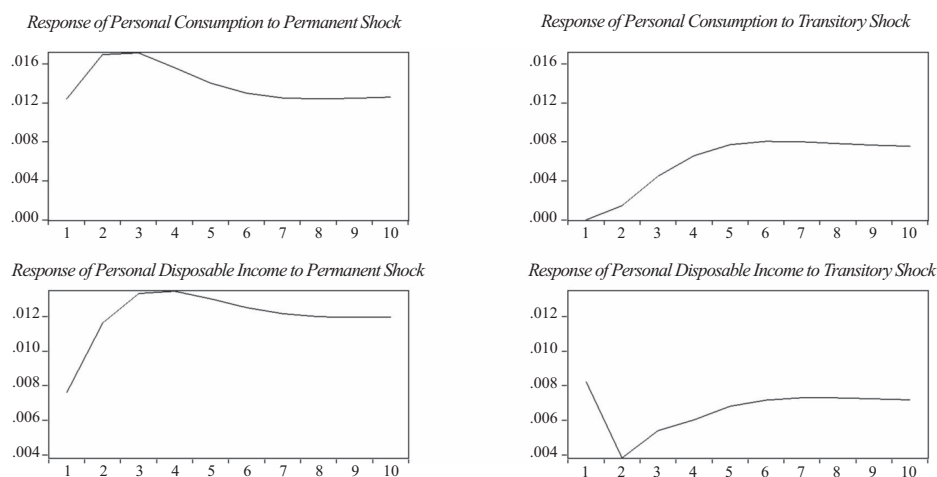 Response of Personal Consumption to Permanent Shock
.016
.012
.008
.004
.000
1 2 3 4 5 6 7 8 9 10
Response of Personal Consumption to Transitory Shock
.016
.012
.008
.004
.000
1 2 3 4 5 6 7 8 9 10
Response of Personal Disposable Income to Permanent Shock
.012
.010
.008
.006
.004
1 2 3 4 5 6 7 8 9 10
Response of Personal Disposable Income to Transitory Shock
.012
.010
.008
.006
.004
1 2 3 4 5 6 7 8 9 10